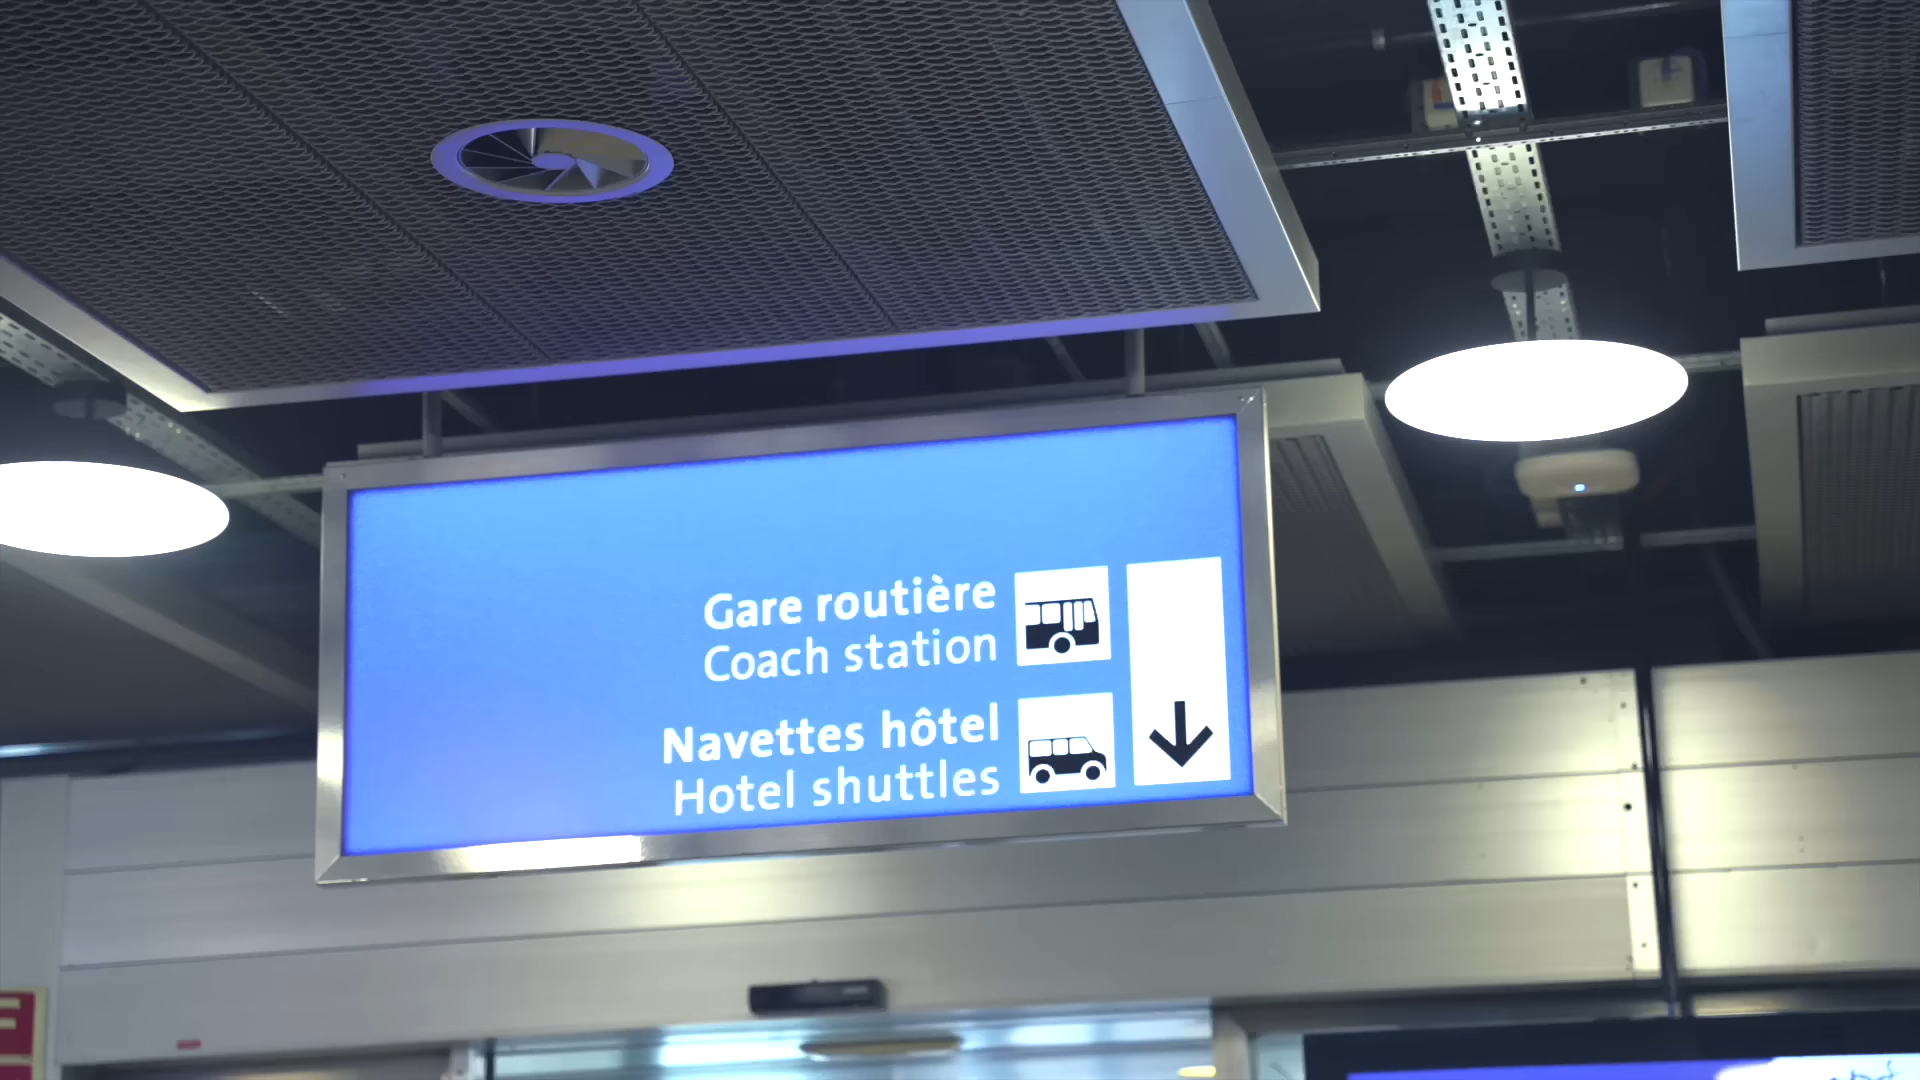 Gare routière
Coach station
Navettes hôtel
Hotel shuttles